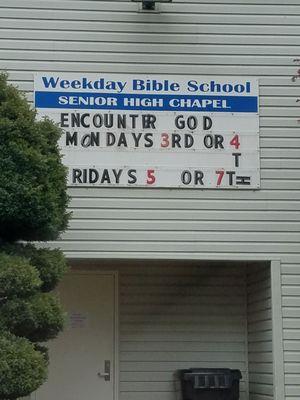 Weekday Bible School
SENIOR HIGH CHAPEL
ENCOUNTER GOD
MONDAYS 3RD OR 4
T
RIDAYS 5 OR 7TH